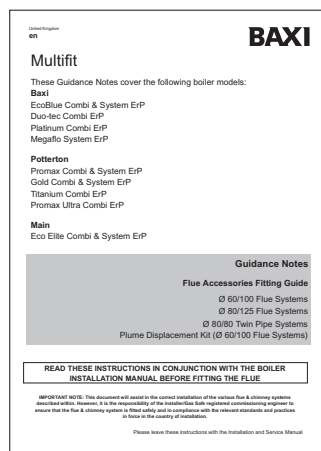 United Kingdom
en
BAXI
Multifit
These Guidance Notes cover the following boiler models:
Baxi
EcoBlue Combi & System ErP
Duo-tec Combi ErP
Platinum Combi ErP
Megaflo System ErP
Potterton
Promax Combi & System ErP
Gold Combi & System ErP
Titanium Combi ErP
Promax Ultra Combi ErP
Main
Eco Elite Combi & System ErP
Guidance Notes
Flue Accessories Fitting Guide
Ø 60/100 Flue Systems
Ø 80/125 Flue Systems
Ø 80/80 Twin Pipe Systems
Plume Displacement Kit (Ø 60/100 Flue Systems)
READ THESE INSTRUCTIONS IN CONJUNCTION WITH THE BOILER
INSTALLATION MANUAL BEFORE FITTING THE FLUE
IMPORTANT NOTE: This document will assist in the correct installation of the various flue & chimney systems
described within. However, it is the responsibility of the installer/Gas Safe registered commissioning engineer to
ensure that the flue & chimney system is fitted safely and in compliance with the relevant standards and practices
in force in the country of installation.
Please leave these instructions with the Installation and Service Manual